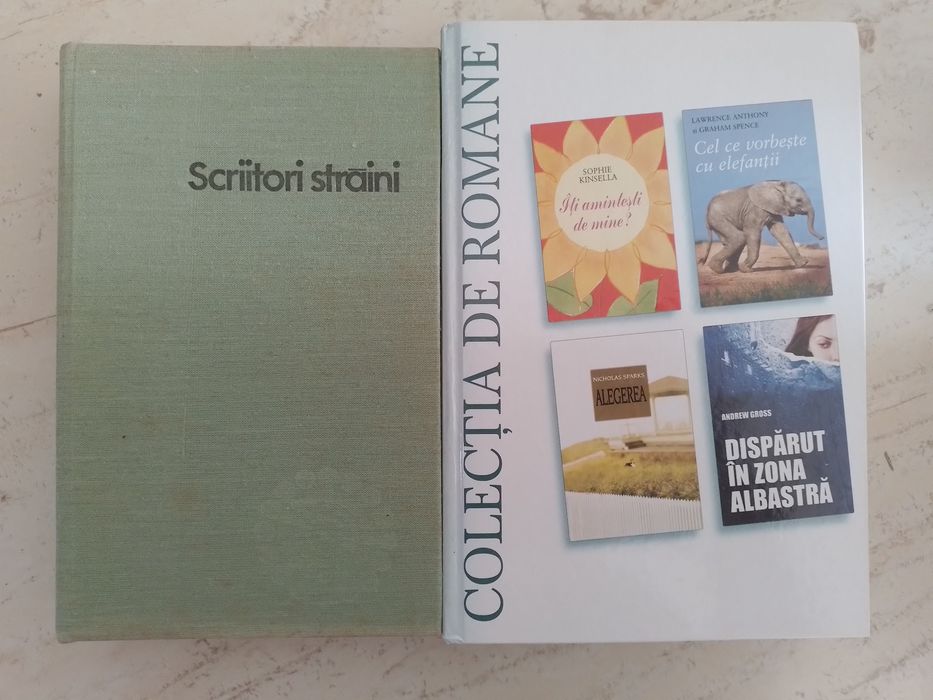 Scriitori străini
COLECȚIA DE ROMANE
SOPHIE
KINSELLA
Îți amintești
de mine?
LAWRENCE ANTHONY
și GRAHAM SPENCE
Cel ce vorbește
cu elefanții
NICHOLAS SPARKS
ALEGEREA
ANDREW GROSS
DISPĂRUT
ÎN ZONA
ALBASTRĂ